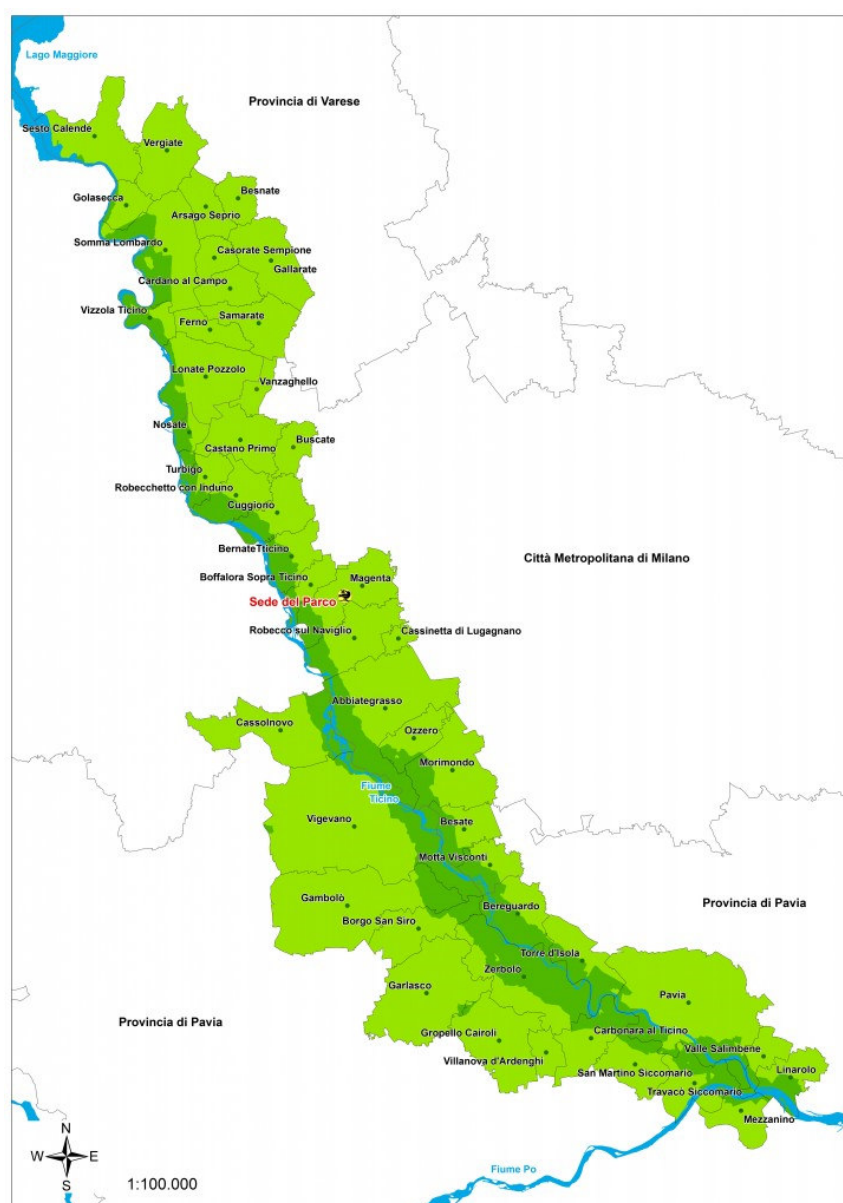 Lago Maggiore
Provincia di Varese
Sesto Calende
Vergiate
Besnate
Golasecca
Arsago Seprio
Somma Lombardo
Casorate Sempione
Gallarate
Cardano al Campo
Vizzola Ticino
Ferno
Samarate
Lonate Pozzolo
Vanzaghello
Nosate
Castano Primo
Buscate
Turbigo
Robecchetto con Induno
Cuggiono
Bernate Tticino
Città Metropolitana di Milano
Boffalora Sopra Ticino
Magenta
Sede del Parco
Robecco sul Naviglio
Cassinetta di Lugagnano
Abbiategrasso
Cassolnovo
Ozzero
Morimondo
Fiume
Ticino
Vigevano
Besate
Motta Visconti
Gambolò
Bereguardo
Provincia di Pavia
Borgo San Siro
Torre d'Isola
Zerbolo
Garlasco
Pavia
Provincia di Pavia
Gropello Cairoli
Carbonara al Ticino
Valle Salimbene
Villanova d'Ardenghi
San Martino Siccomario
Linarolo
Travacò Siccomario
Mezzanino
N
W E
S
1:100.000
Fiume Po